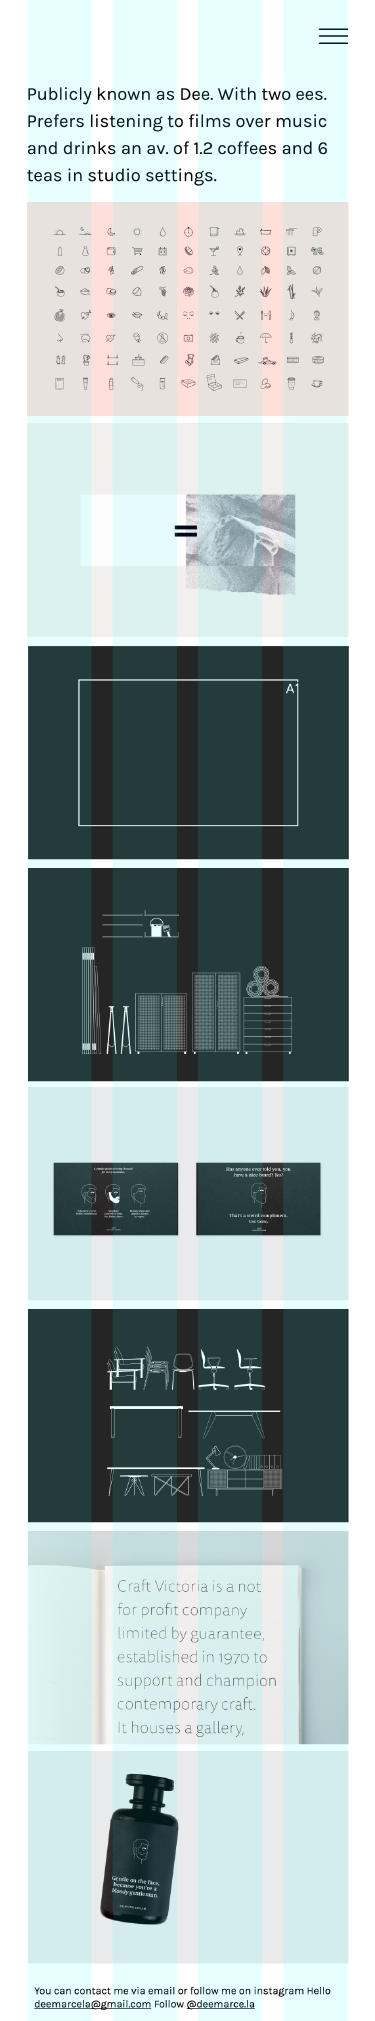 Publicly known as Dee. With two ees.
Prefers listening to films over music
and drinks an av. of 1.2 coffees and 6
teas in studio settings.
=
A
Has anyone ever told you, you
have a nice beard? No?
That's a weird compliment.
Craft Victoria is a not
for profit company
limited by guarantee,
established in 1970 to
support and champion
contemporary craft.
It houses a gallery,
Gentle on the face,
because you're a
bloody gentleman.
You can contact me via email or follow me on instagram Hello
deemarcela@gmail.com Follow @deemarce.la